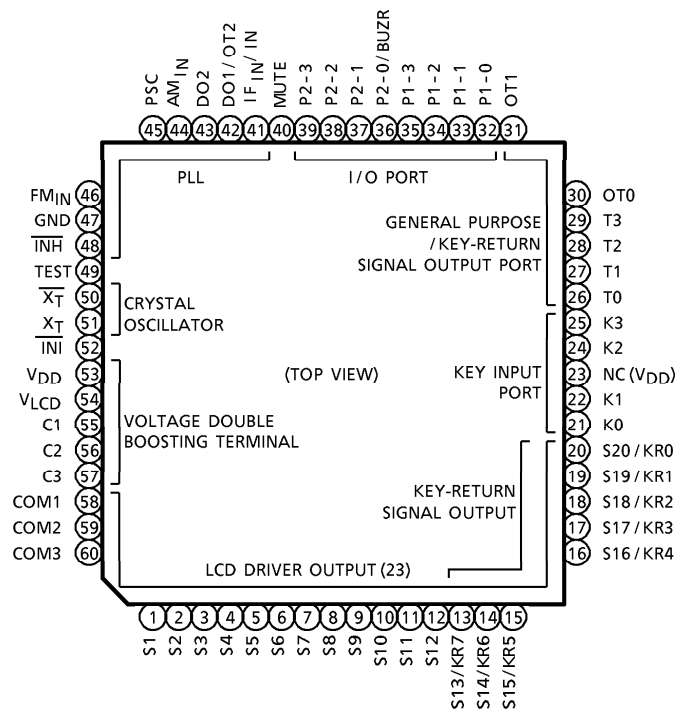 PSC
AMIN
DO2
DO1/OT2
IFIN/IN
MUTE
P2-3
P2-2
P2-1
P2-0/BUZR
P1-3
P1-2
P1-1
P1-0
OT1
45 44 43 42 41 40 39 38 37 36 35 34 33 32 31
PLL
I/O PORT
FMIN 46
GND 47
INH 48
TEST 49
XT 50
XT 51
INI 52
VDD 53
VLCD 54
C1 55
C2 56
C3 57
COM1 58
COM2 59
COM3 60
CRYSTAL
OSCILLATOR
VOLTAGE DOUBLE
BOOSTING TERMINAL
(TOP VIEW)
GENERAL PURPOSE
/KEY-RETURN
SIGNAL OUTPUT PORT
KEY INPUT
PORT
KEY-RETURN
SIGNAL OUTPUT
LCD DRIVER OUTPUT (23)
30 OT0
29 T3
28 T2
27 T1
26 T0
25 K3
24 K2
23 NC (VDD)
22 K1
21 K0
20 S20/KR0
19 S19/KR1
18 S18/KR2
17 S17/KR3
16 S16/KR4
1 2 3 4 5 6 7 8 9 10 11 12 13 14 15
S1
S2
S3
S4
S5
S6
S7
S8
S9
S10
S11
S12
S13/KR7
S14/KR6
S15/KR5